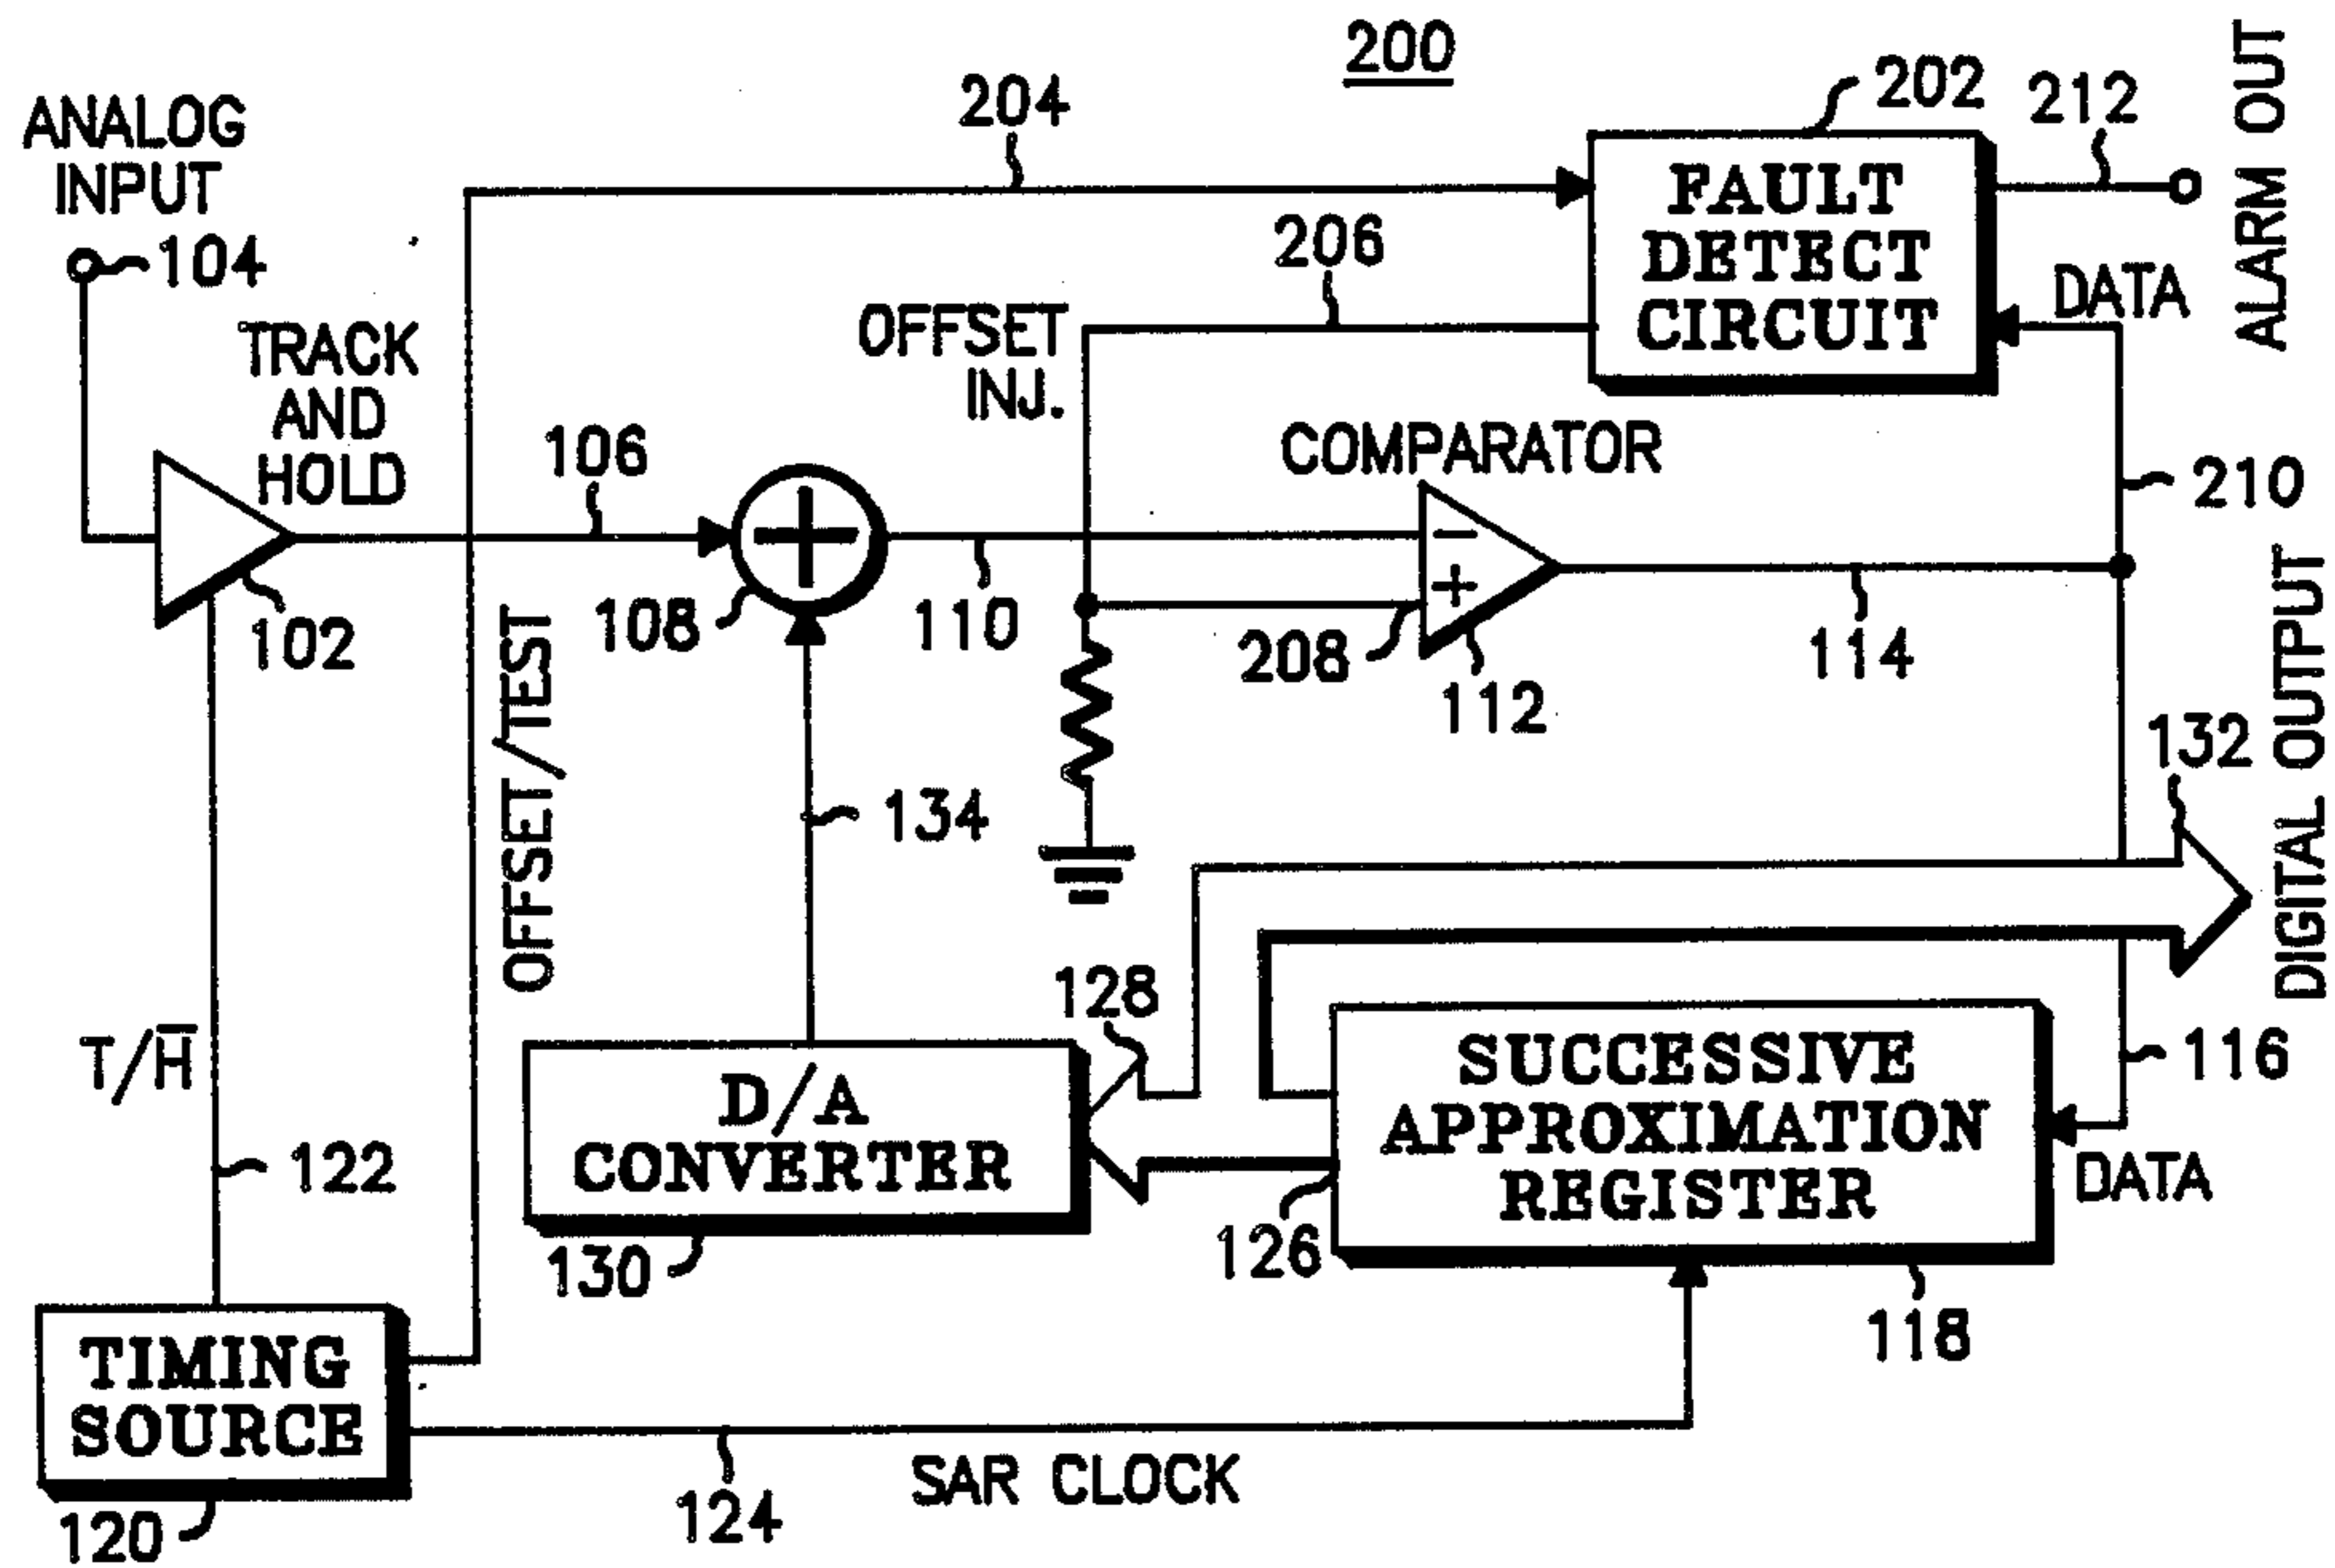 200
204
202
212
ALARM OUT
ANALOG
INPUT
104
FAULT
DETECT
CIRCUIT
206
DATA
OFFSET
INJ.
TRACK
AND
HOLD
106
COMPARATOR
210
+
−
+
102
108
110
208
112
114
OFFSET/TEST
134
132
DIGITAL OUTPUT
128
T/H̅
D/A
CONVERTER
SUCCESSIVE
APPROXIMATION
REGISTER
116
DATA
122
126
130
118
TIMING
SOURCE
SAR CLOCK
124
120